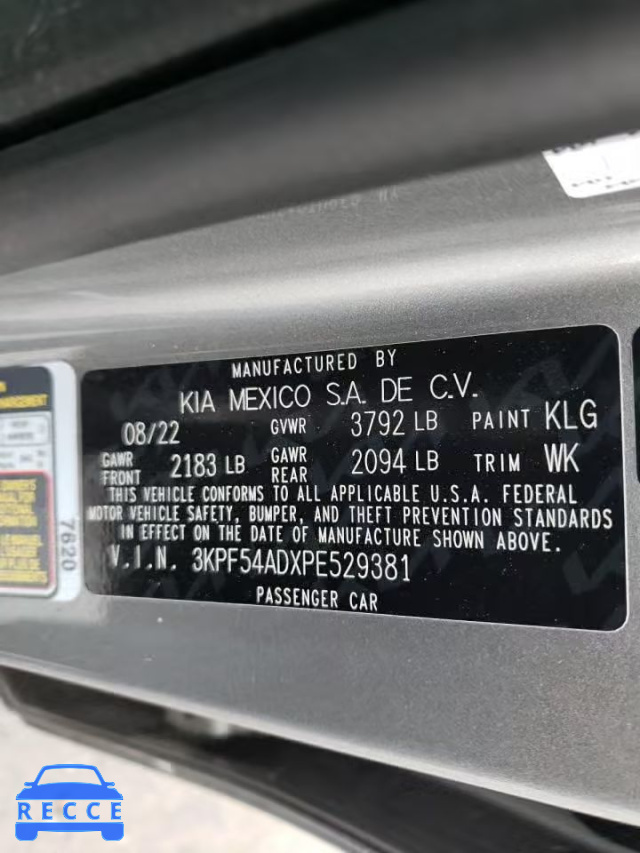 MANUFACTURED BY
KIA MEXICO S.A. DE C.V.
08/22 GVWR 3792 LB PAINT KLG
GAWR FRONT 2183 LB GAWR REAR 2094 LB TRIM WK
THIS VEHICLE CONFORMS TO ALL APPLICABLE U.S.A. FEDERAL
MOTOR VEHICLE SAFETY, BUMPER, AND THEFT PREVENTION STANDARDS
IN EFFECT ON THE DATE OF MANUFACTURE SHOWN ABOVE.
V.I.N. 3KPF54ADXPE529381
PASSENGER CAR
7620
RECCE